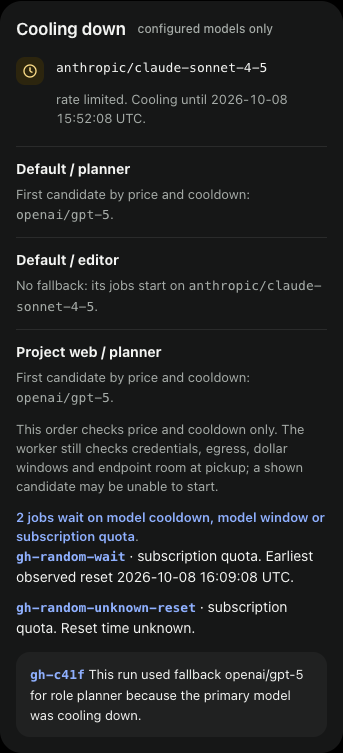 Cooling down configured models only
anthropic/claude-sonnet-4-5
rate limited. Cooling until 2026-10-08
15:52:08 UTC.
Default / planner
First candidate by price and cooldown:
openai/gpt-5.
Default / editor
No fallback: its jobs start on anthropic/claude-
sonnet-4-5.
Project web / planner
First candidate by price and cooldown:
openai/gpt-5.
This order checks price and cooldown only. The
worker still checks credentials, egress, dollar
windows and endpoint room at pickup; a shown
candidate may be unable to start.
2 jobs wait on model cooldown, model window or
subscription quota.
gh-random-wait · subscription quota. Earliest
observed reset 2026-10-08 16:09:08 UTC.
gh-random-unknown-reset · subscription
quota. Reset time unknown.
gh-c41f This run used fallback openai/gpt-5
for role planner because the primary model
was cooling down.